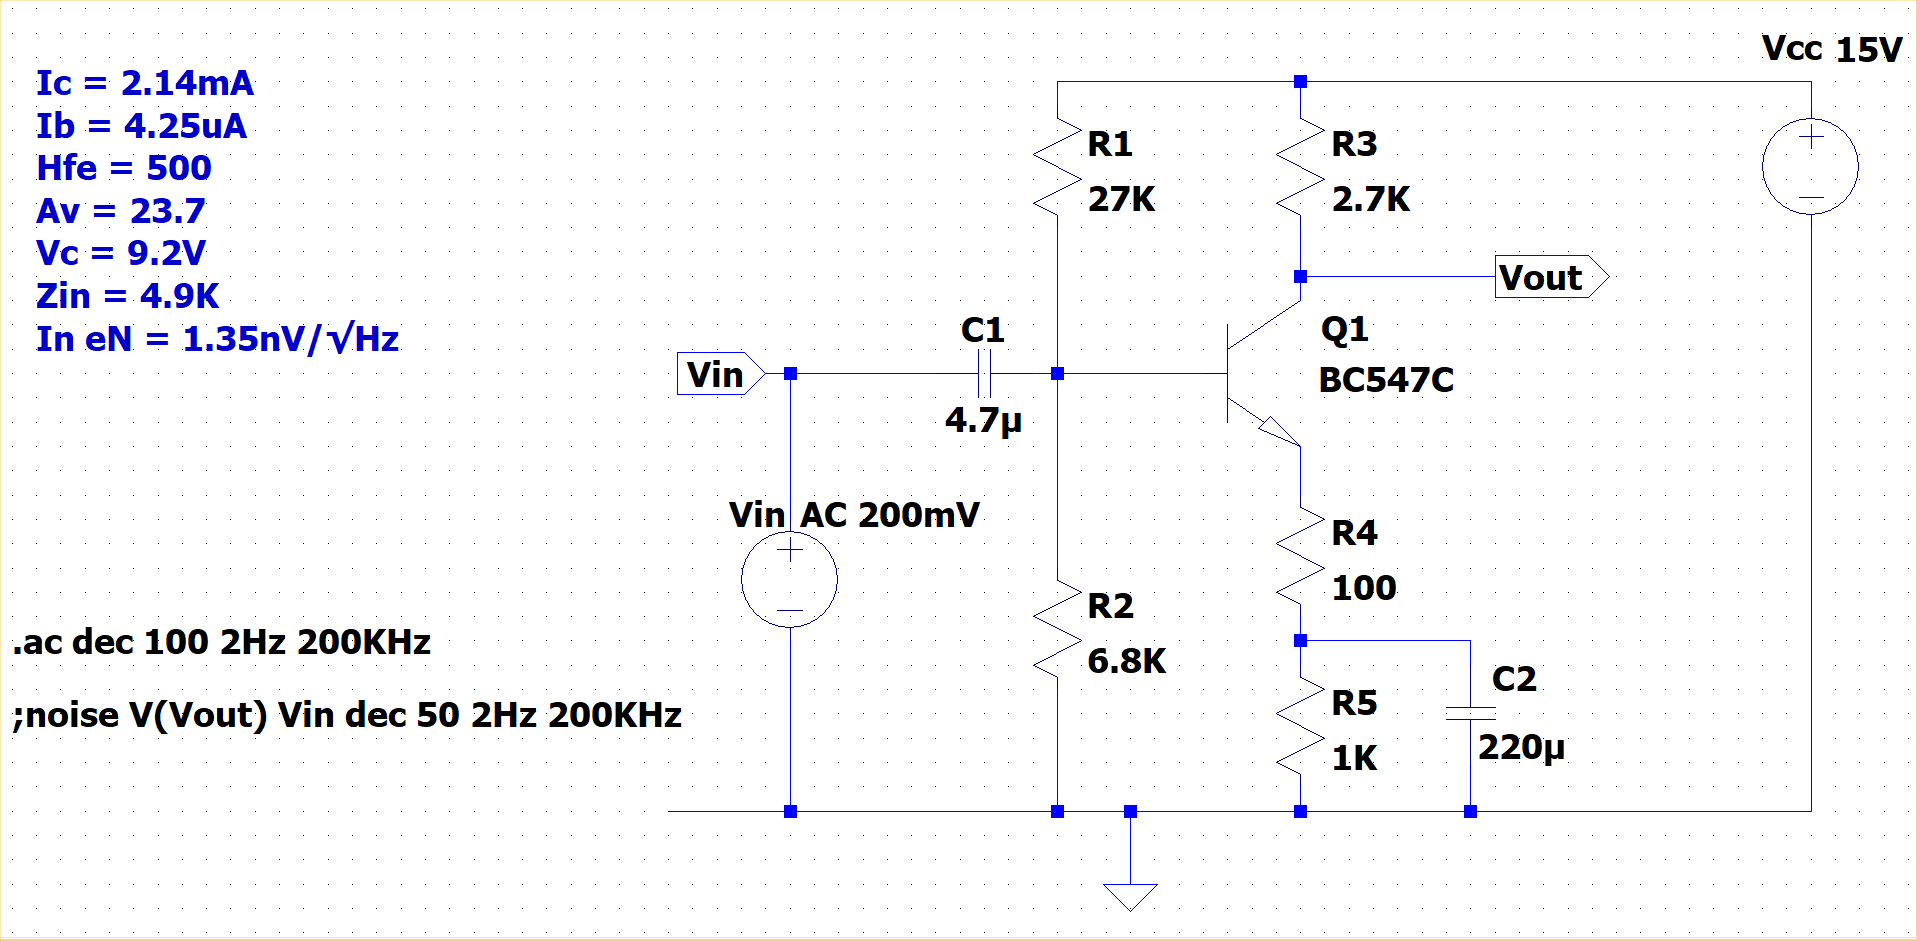 Vcc 15V
Ic = 2.14mA
Ib = 4.25uA
Hfe = 500
Av = 23.7
Vc = 9.2V
Zin = 4.9K
In eN = 1.35nV/√Hz
R1
27K
R3
2.7K
Vout
C1
4.7µ
Q1
BC547C
Vin
Vin AC 200mV
R4
100
R2
6.8K
R5
1K
C2
220µ
.ac dec 100 2Hz 200KHz
;noise V(Vout) Vin dec 50 2Hz 200KHz